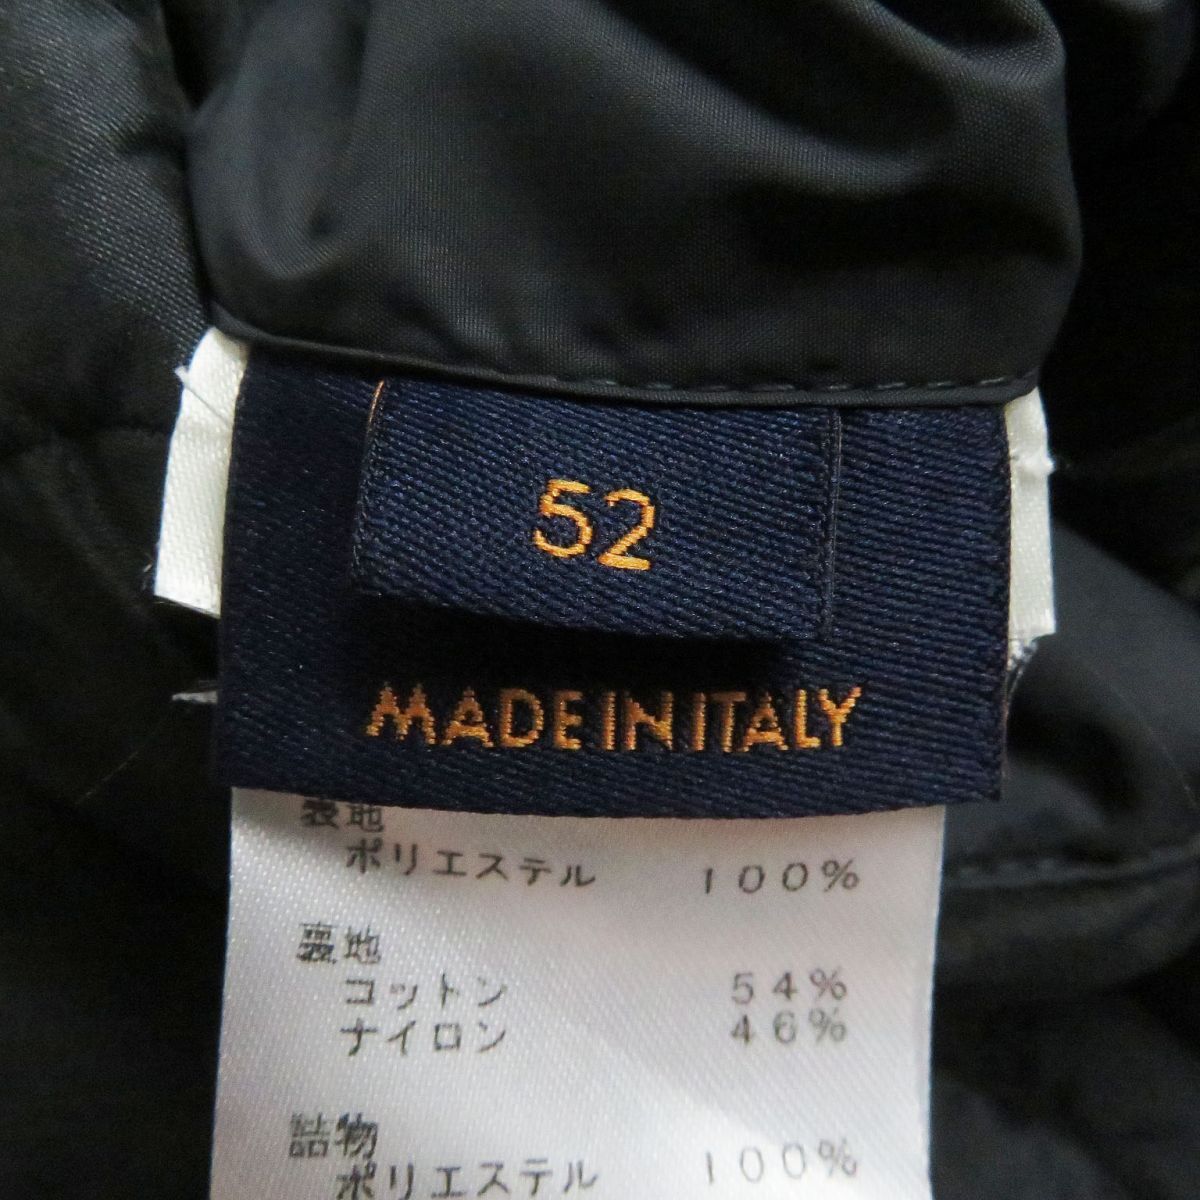 52
MADE IN ITALY
表地
ポリエステル 100%
裏地
コットン 54%
ナイロン 46%
詰物
ポリエステル 100%